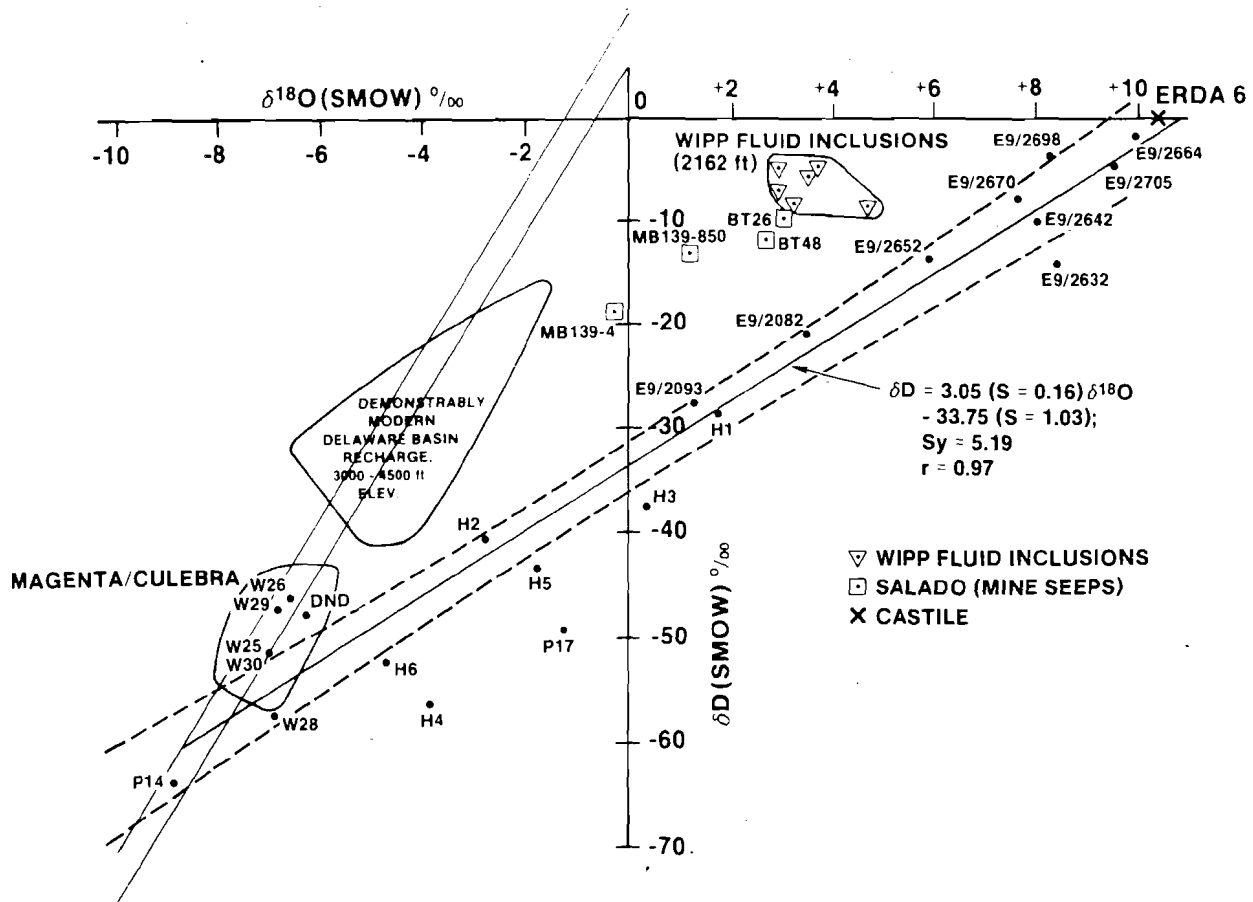 δ18O (SMOW) ‰
-10
-8
-6
-4
-2
0
+2
+4
+6
+8
+10
ERDA 6
WIPP FLUID INCLUSIONS
(2162 ft)
E9/2698
E9/2664
E9/2670
E9/2705
BT26
-10
E9/2642
MB139-850
BT48
E9/2652
E9/2632
MB139-4
-20
E9/2082
E9/2093
DEMONSTRABLY
MODERN
DELAWARE BASIN
RECHARGE.
3000 - 4500 ft
ELEV.
-30
H1
δD = 3.05 (S = 0.16) δ18O
- 33.75 (S = 1.03);
Sy = 5.19
r = 0.97
H3
H2
-40
H5
MAGENTA/CULEBRA
W26
W29
DND
W25
W30
-50
P17
H6
H4
W28
-60
P14
-70
δD (SMOW) ‰
WIPP FLUID INCLUSIONS
SALADO (MINE SEEPS)
CASTILE